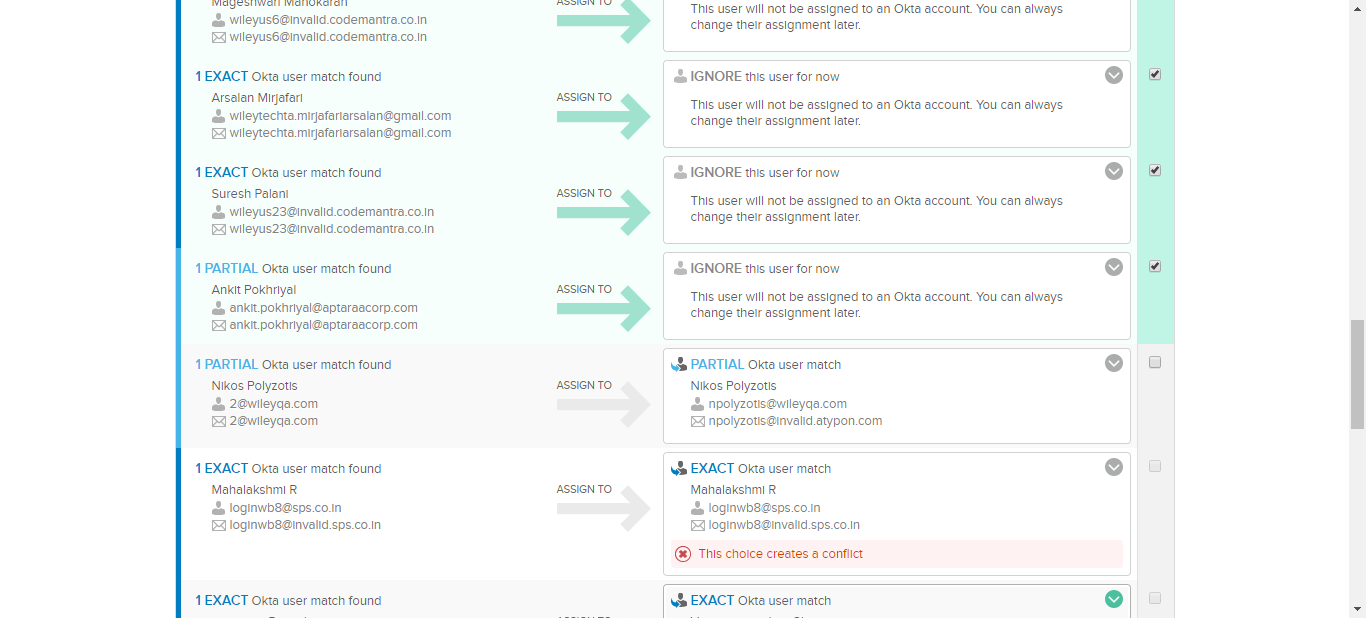 Mageshwari Manokaran
wileyus6@invalid.codemantra.co.in
wileyus6@invalid.codemantra.co.in
ASSIGN TO
This user will not be assigned to an Okta account. You can always
change their assignment later.
1 EXACT Okta user match found
Arsalan Mirjafari
wileytechta.mirjafariarsalan@gmail.com
wileytechta.mirjafariarsalan@gmail.com
ASSIGN TO
IGNORE this user for now
This user will not be assigned to an Okta account. You can always
change their assignment later.
1 EXACT Okta user match found
Suresh Palani
wileyus23@invalid.codemantra.co.in
wileyus23@invalid.codemantra.co.in
ASSIGN TO
IGNORE this user for now
This user will not be assigned to an Okta account. You can always
change their assignment later.
1 PARTIAL Okta user match found
Ankit Pokhriyal
ankit.pokhriyal@aptaraacorp.com
ankit.pokhriyal@aptaraacorp.com
ASSIGN TO
IGNORE this user for now
This user will not be assigned to an Okta account. You can always
change their assignment later.
1 PARTIAL Okta user match found
Nikos Polyzotis
2@wileyqa.com
2@wileyqa.com
ASSIGN TO
PARTIAL Okta user match
Nikos Polyzotis
npolyzotis@wileyqa.com
npolyzotis@invalid.atypon.com
1 EXACT Okta user match found
Mahalakshmi R
loginwb8@sps.co.in
loginwb8@invalid.sps.co.in
ASSIGN TO
EXACT Okta user match
Mahalakshmi R
loginwb8@sps.co.in
loginwb8@invalid.sps.co.in
This choice creates a conflict
1 EXACT Okta user match found
EXACT Okta user match